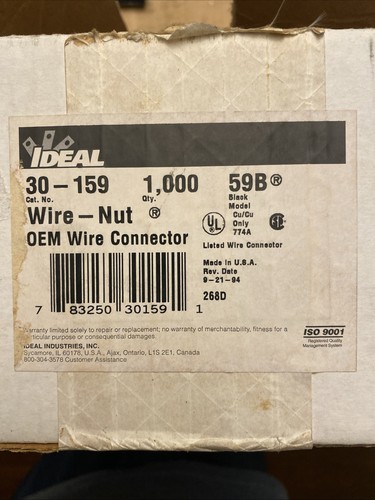 IDEAL
30-159 1,000 59B®
Cat. No. Qty. Black
Model
Wire-Nut ® Cu/Cu
UL Only SA
774A
OEM Wire Connector Listed Wire Connector
Made in U.S.A.
Rev. Date
9-21-94
7 83250 30159 1 268D
Warranty limited solely to repair or replacement; no warranty of merchantability, fitness for a
particular purpose or consequential damages.
IDEAL INDUSTRIES, INC.
Sycamore, IL 60178, U.S.A., Ajax, Ontario, L1S 2E1, Canada
800-304-3578 Customer Assistance
ISO 9001
Registered Quality
Management System